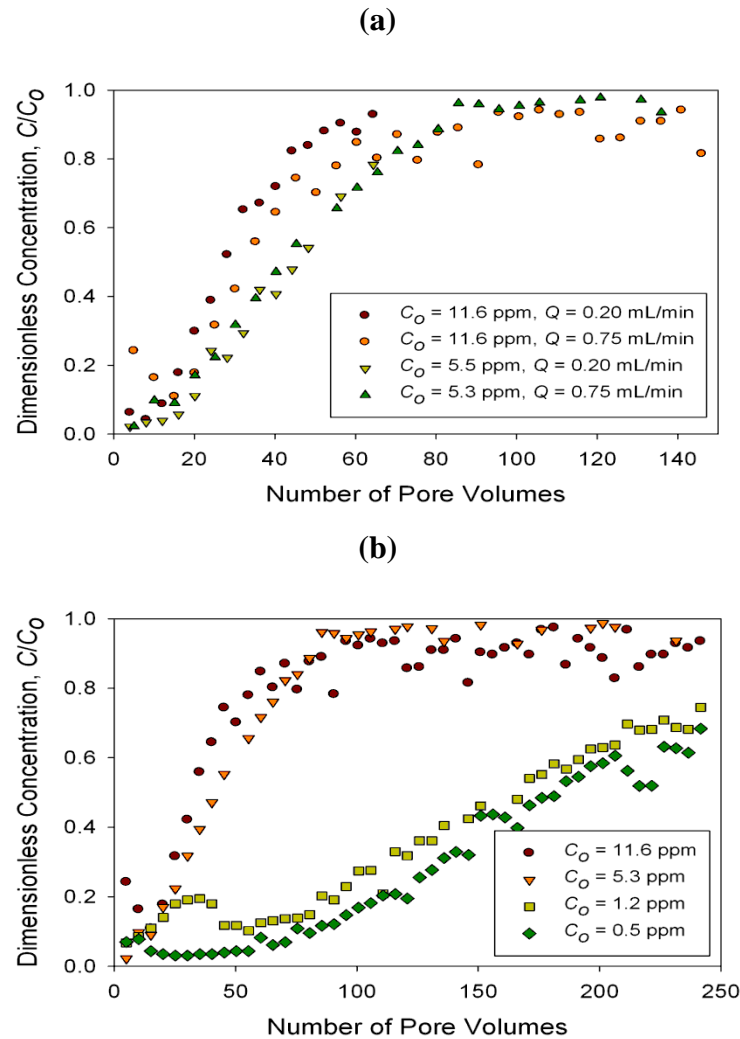 (a)
1.0
0.8
0.6
0.4
0.2
0.0
Dimensionless Concentration, C/Co
Co = 11.6 ppm, Q = 0.20 mL/min
Co = 11.6 ppm, Q = 0.75 mL/min
Co = 5.5 ppm, Q = 0.20 mL/min
Co = 5.3 ppm, Q = 0.75 mL/min
0 20 40 60 80 100 120 140
Number of Pore Volumes
(b)
1.0
0.8
0.6
0.4
0.2
0.0
Dimensionless Concentration, C/Co
Co = 11.6 ppm
Co = 5.3 ppm
Co = 1.2 ppm
Co = 0.5 ppm
0 50 100 150 200 250
Number of Pore Volumes